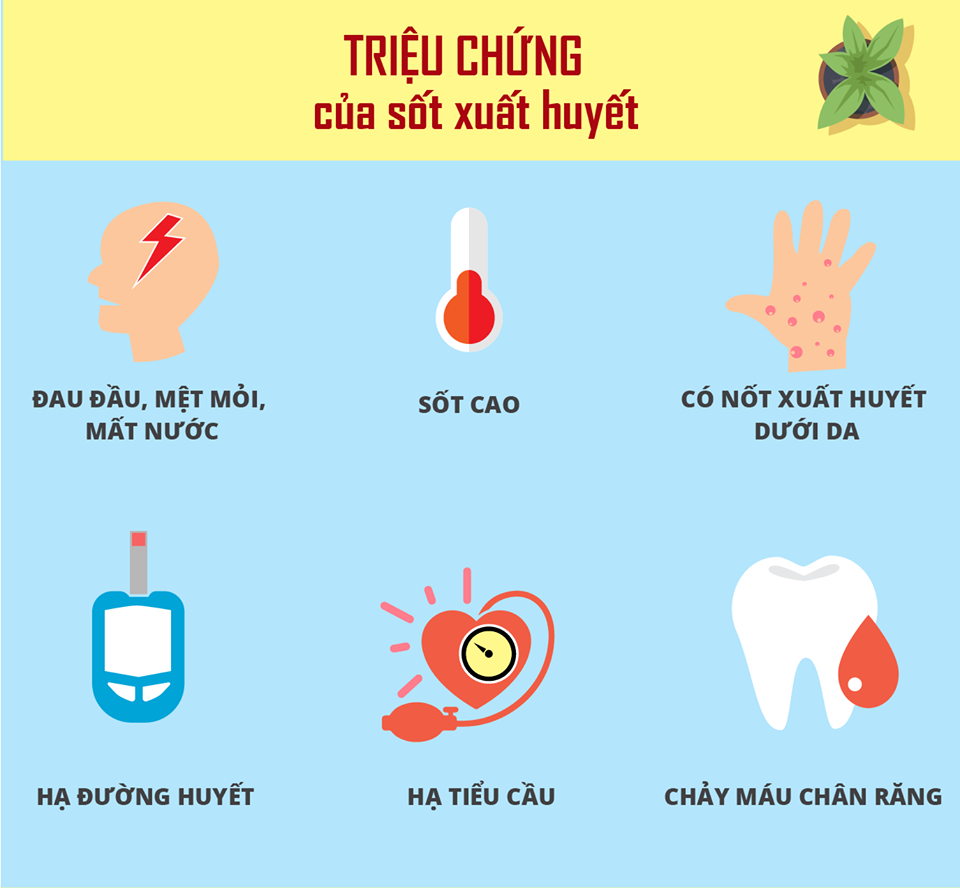 TRIỆU CHỨNG
của sốt xuất huyết
ĐAU ĐẦU, MỆT MỎI,
MẤT NƯỚC
SỐT CAO
CÓ NỐT XUẤT HUYẾT
DƯỚI DA
HẠ ĐƯỜNG HUYẾT
HẠ TIỂU CẦU
CHẢY MÁU CHÂN RĂNG